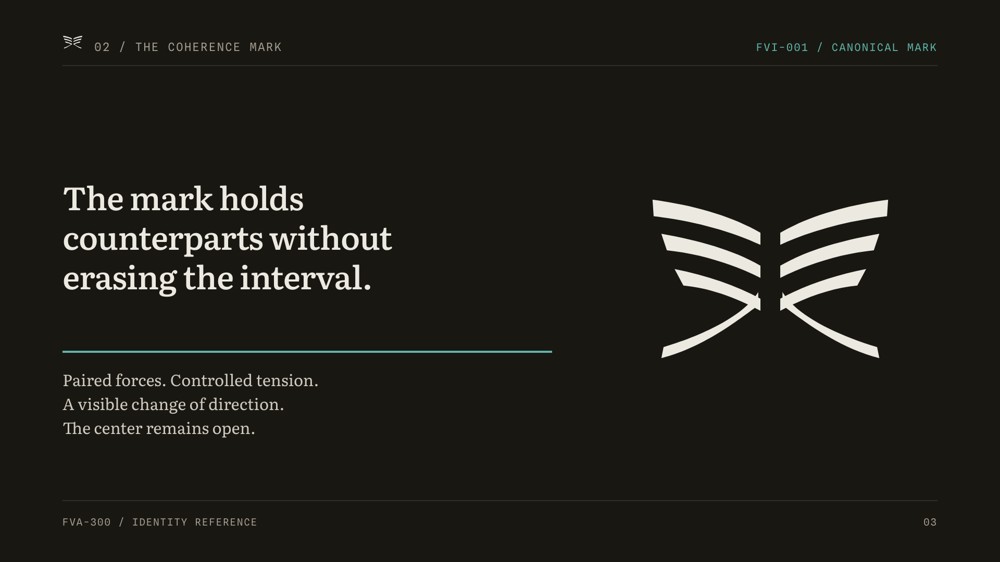 02 / THE COHERENCE MARK
FVI-001 / CANONICAL MARK
The mark holds
counterparts without
erasing the interval.
Paired forces. Controlled tension.
A visible change of direction.
The center remains open.
FVA-300 / IDENTITY REFERENCE
03